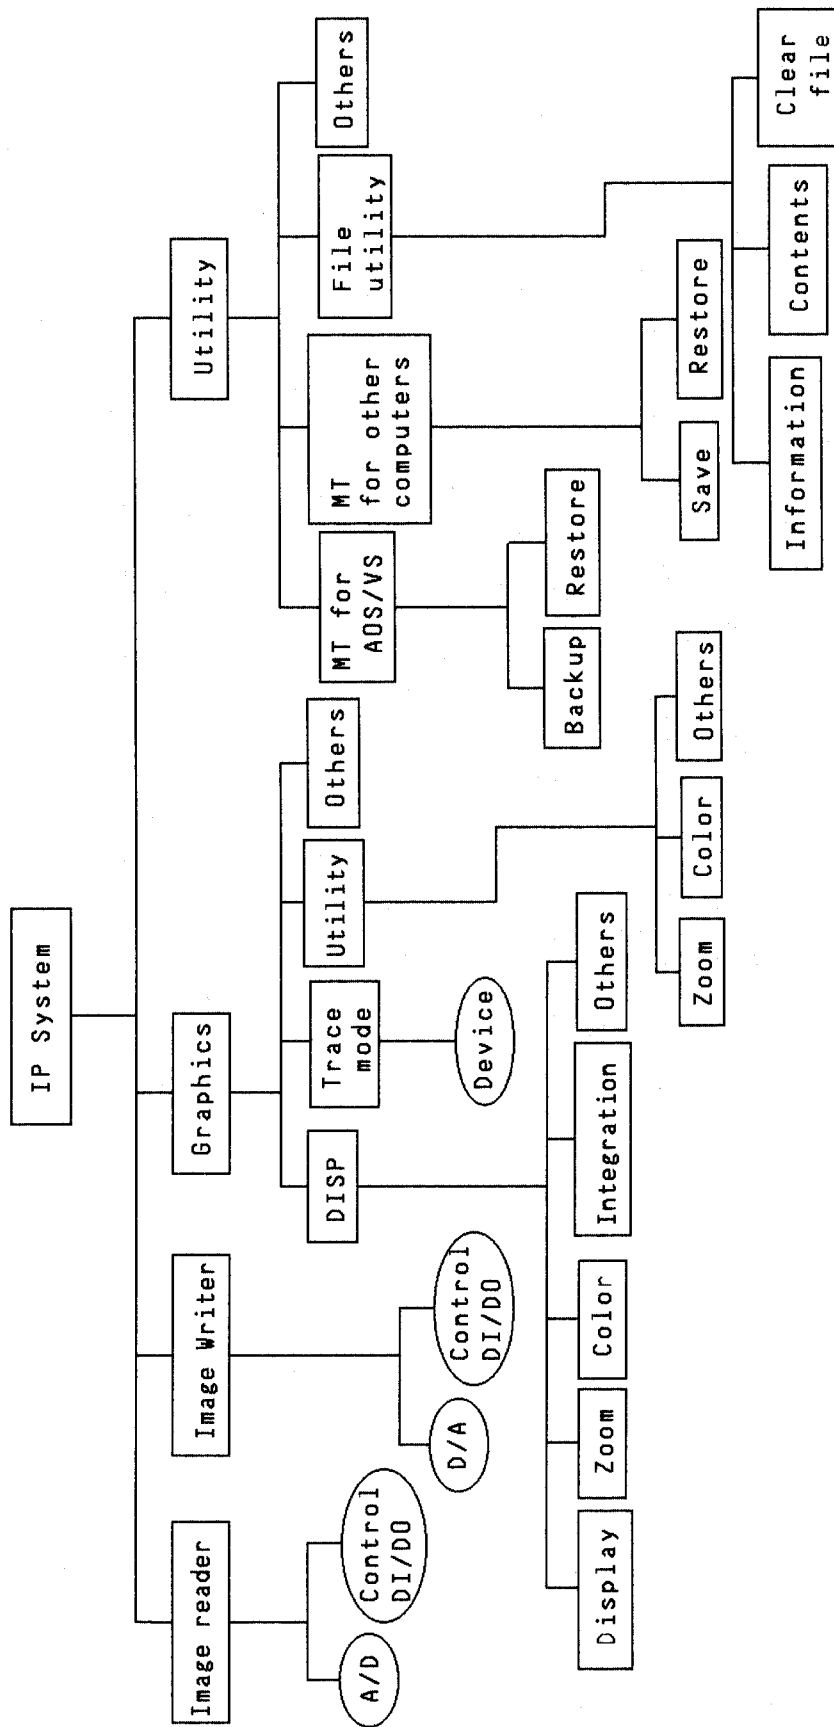 IP System
Image reader
Image Writer
Graphics
Utility
A/D
Control
DI/DO
D/A
Control
DI/DO
DISP
Trace
mode
Utility
Others
MT for
AOS/VS
MT
for other
computers
File
utility
Others
Device
Display
Zoom
Color
Integration
Others
Zoom
Color
Others
Backup
Restore
Save
Restore
Information
Contents
Clear
file